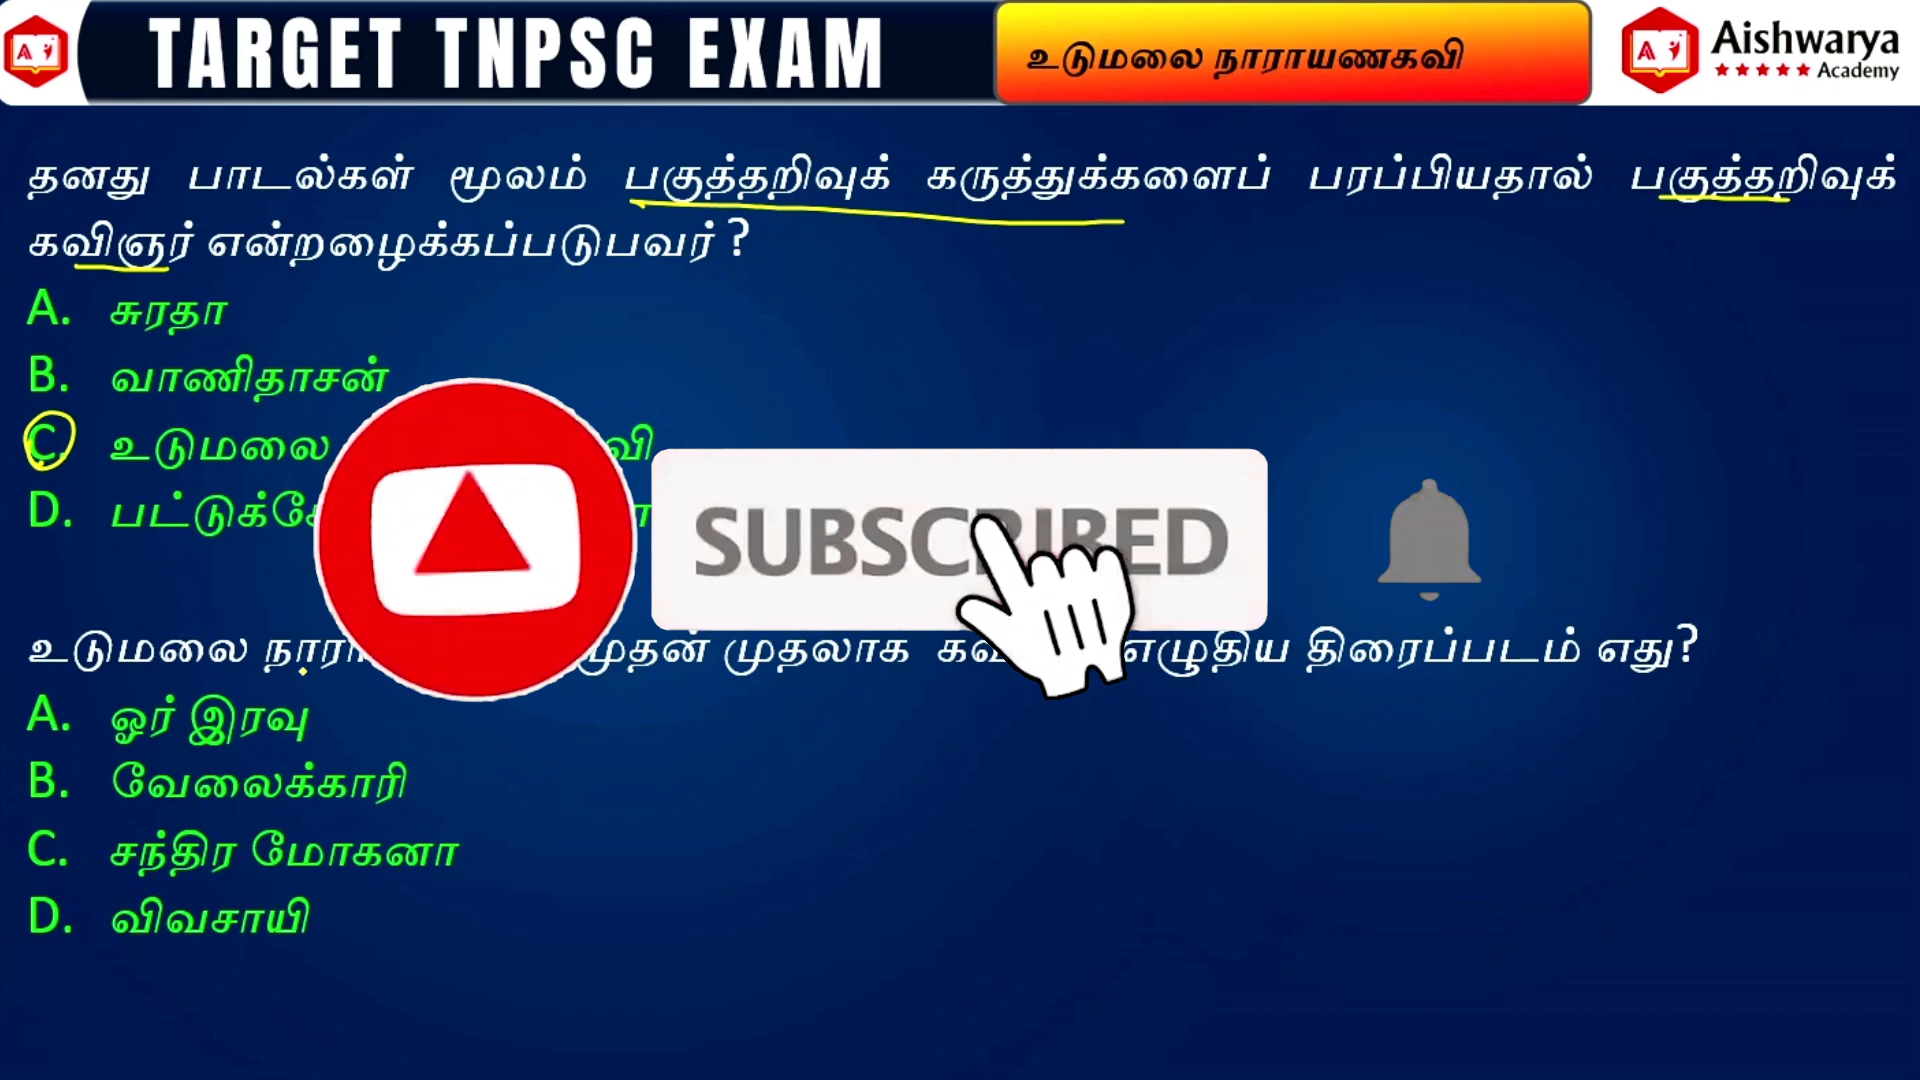 TARGET TNPSC EXAM
உடுமலை நாராயணகவி
Aishwarya
Academy
தனது பாடல்கள் மூலம் பகுத்தறிவுக் கருத்துக்களைப் பரப்பியதால் பகுத்தறிவுக்
கவிஞர் என்றழைக்கப்படுபவர் ?
A. சுரதா
B. வாணிதாசன்
C. உடுமலை
D.
SUBSCRIBED
உடுமலை முதன் முதலாக எழுதிய திரைப்படம் எது?
A. ஓர் இரவு
B. வேலைக்காரி
C. சந்திர மோகனா
D. விவசாயி